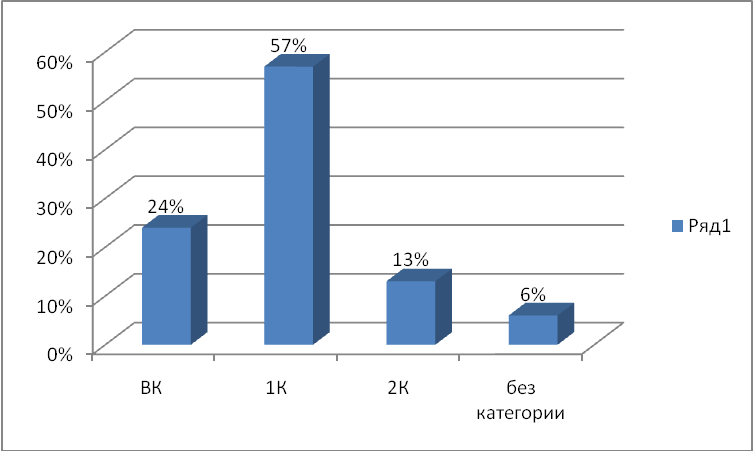 60%
50%
40%
30%
20%
10%
0%
24%
57%
13%
6%
ВК
1К
2К
без
категории
Ряд1